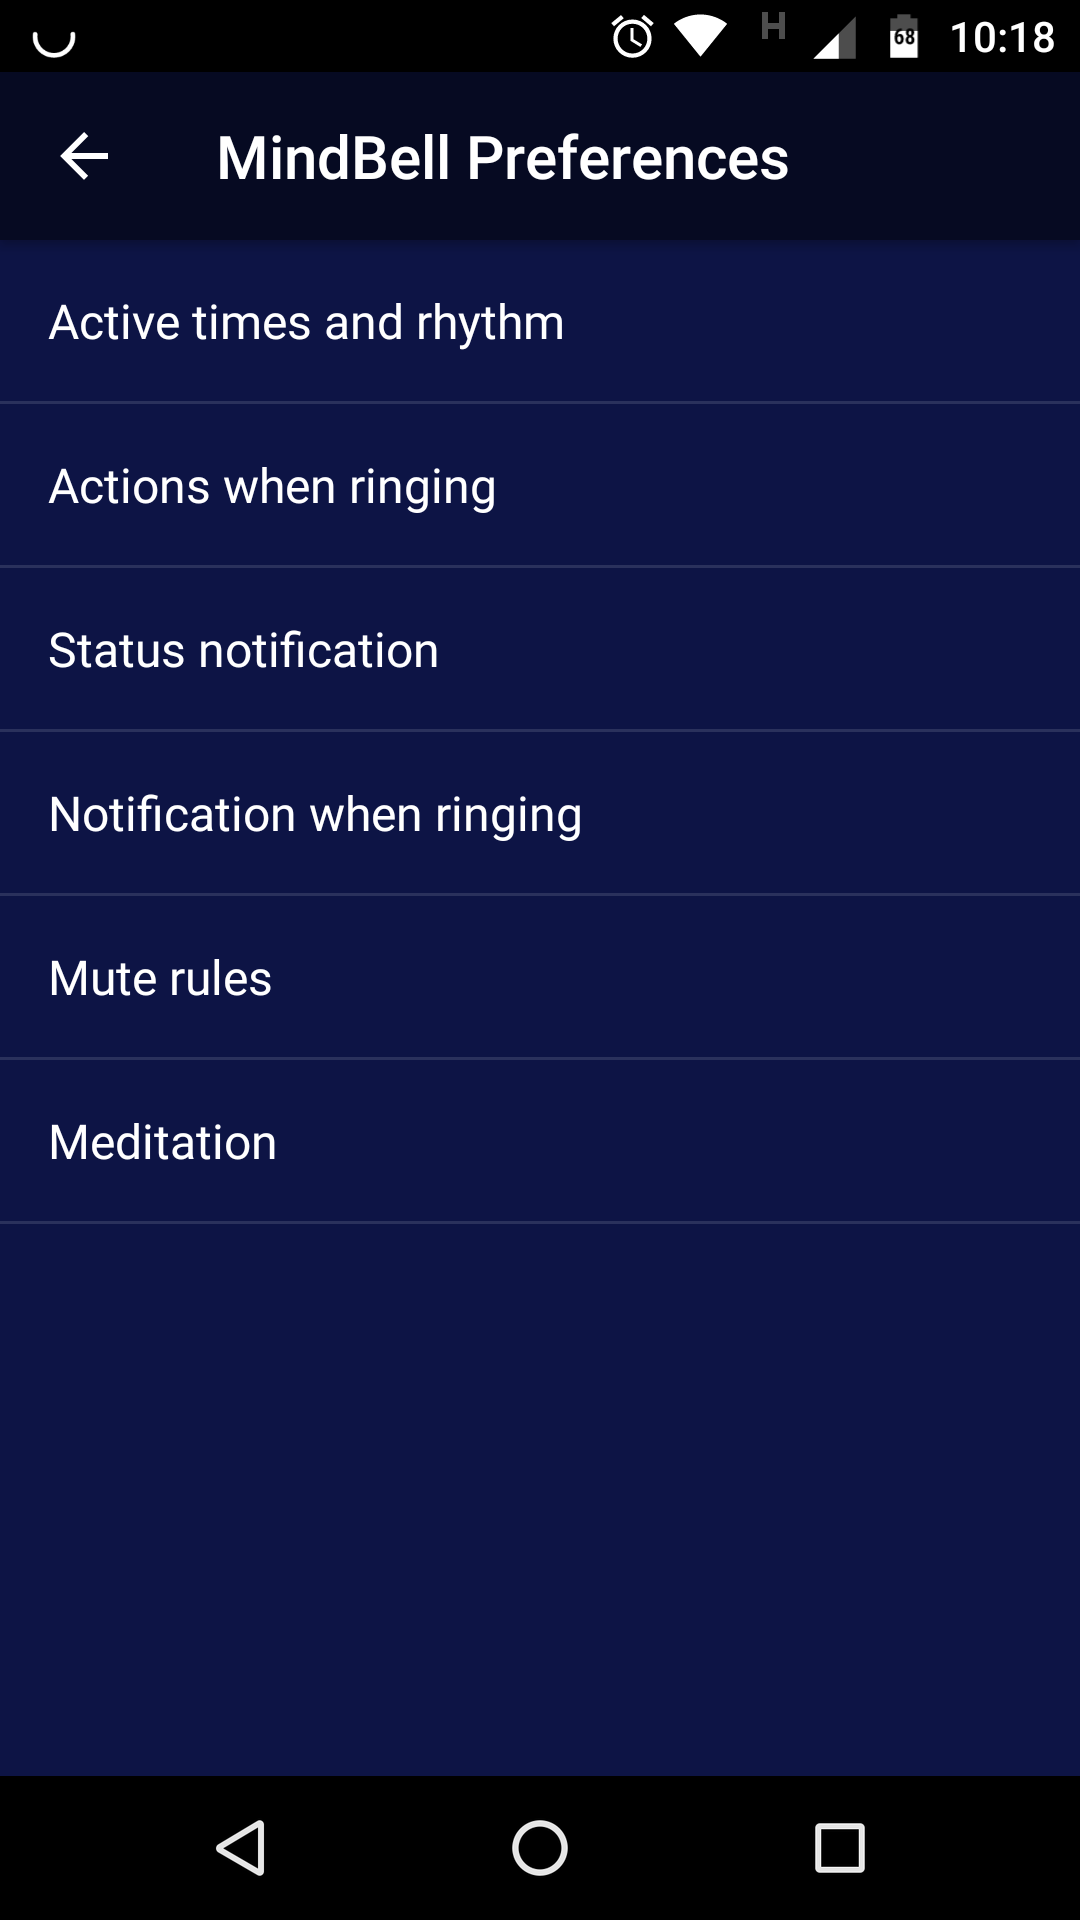 H 68 10:18
MindBell Preferences
Active times and rhythm
Actions when ringing
Status notification
Notification when ringing
Mute rules
Meditation